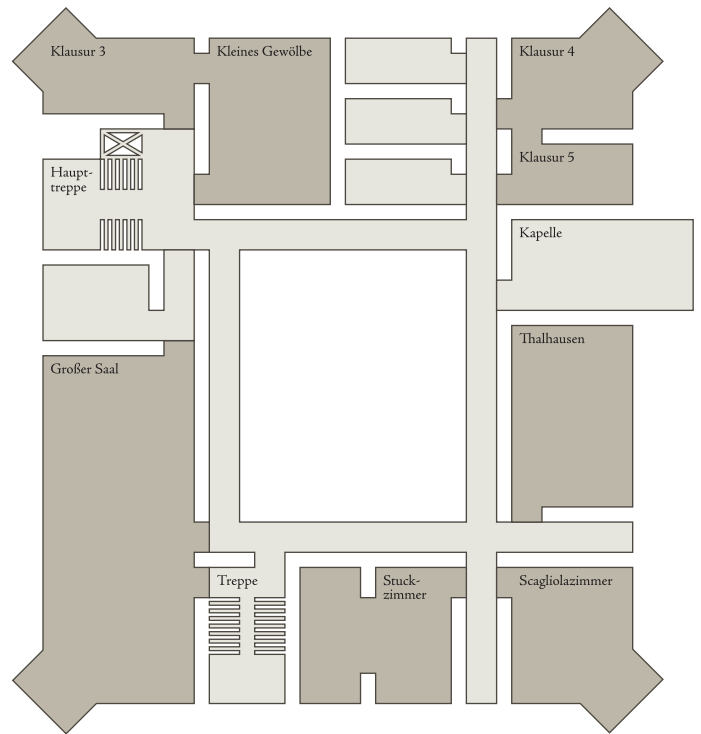 Klausur 3
Kleines Gewölbe
Klausur 4
Klausur 5
Haupt-
treppe
Kapelle
Thalhausen
Großer Saal
Treppe
Stuck-
zimmer
Scagliolazimmer